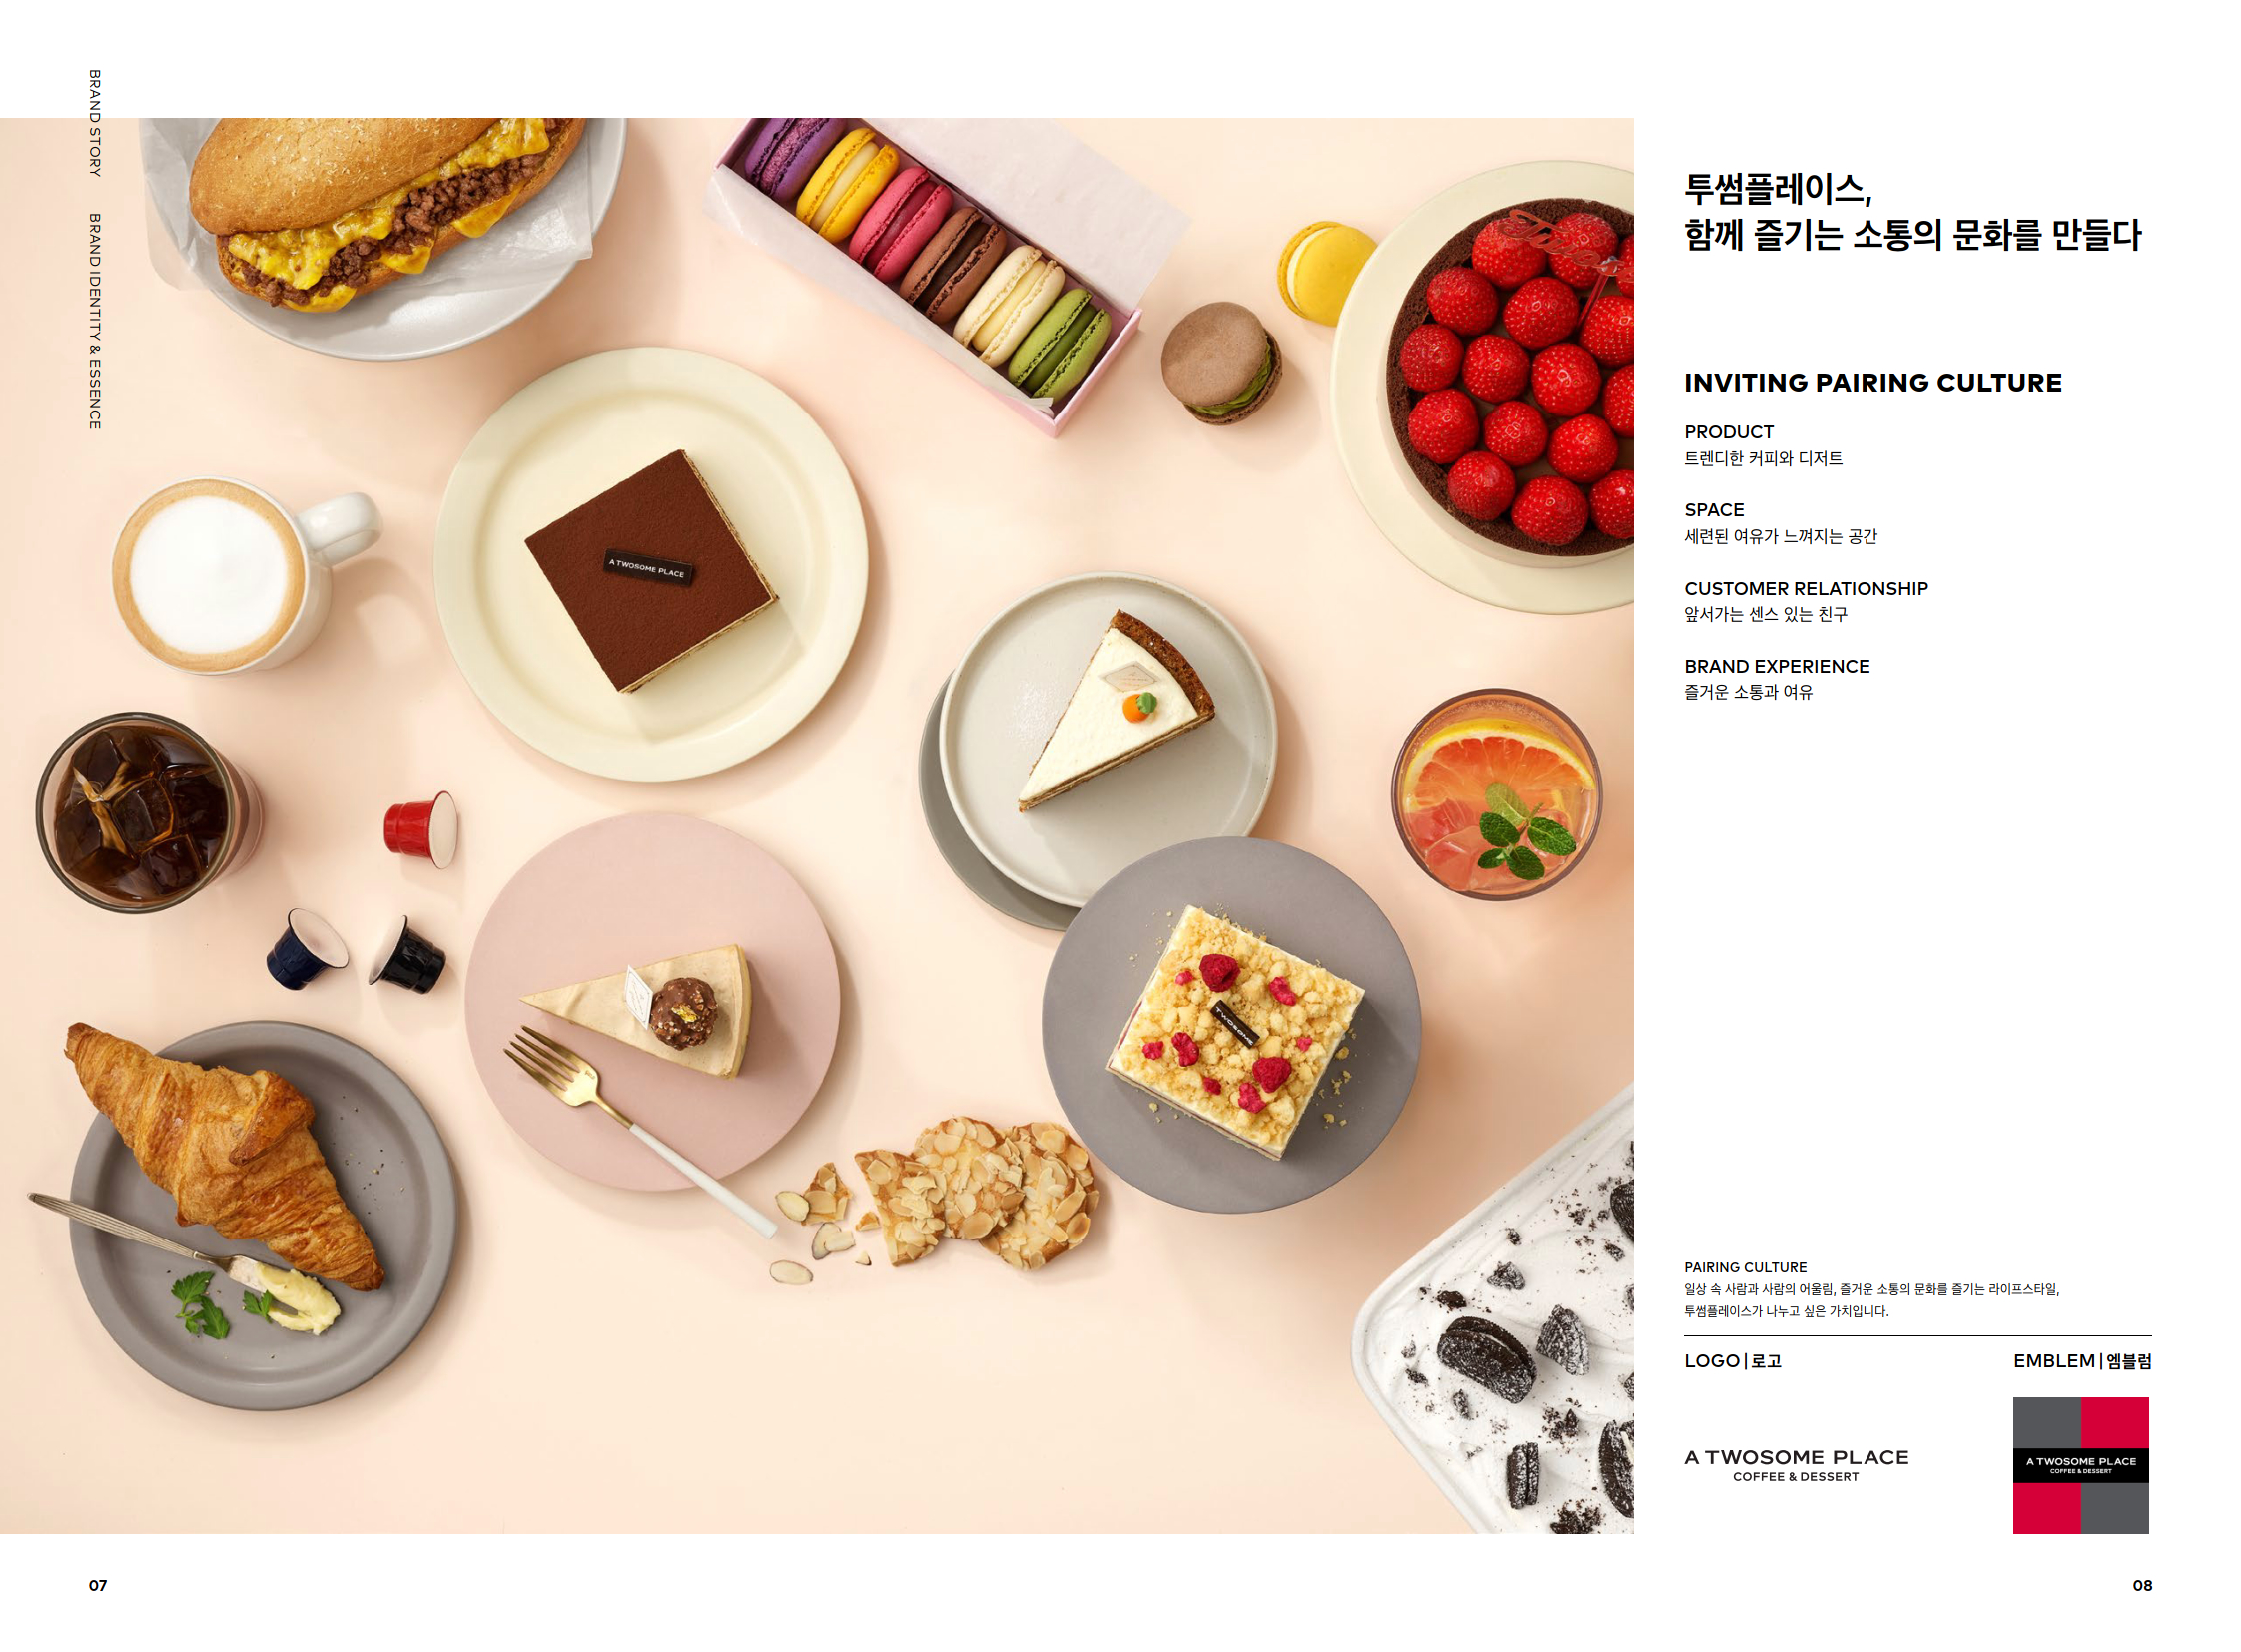 BRAND STORY
BRAND IDENTITY & ESSENCE
A TWOSOME PLACE
TWOSOME
투썸플레이스,
함께 즐기는 소통의 문화를 만들다
INVITING PAIRING CULTURE
PRODUCT
트렌디한 커피와 디저트
SPACE
세련된 여유가 느껴지는 공간
CUSTOMER RELATIONSHIP
앞서가는 센스 있는 친구
BRAND EXPERIENCE
즐거운 소통과 여유
PAIRING CULTURE
일상 속 사람과 사람의 어울림, 즐거운 소통의 문화를 즐기는 라이프스타일,
투썸플레이스가 나누고 싶은 가치입니다.
LOGO | 로고
EMBLEM | 엠블럼
A TWOSOME PLACE
COFFEE & DESSERT
A TWOSOME PLACE
COFFEE & DESSERT
07
08